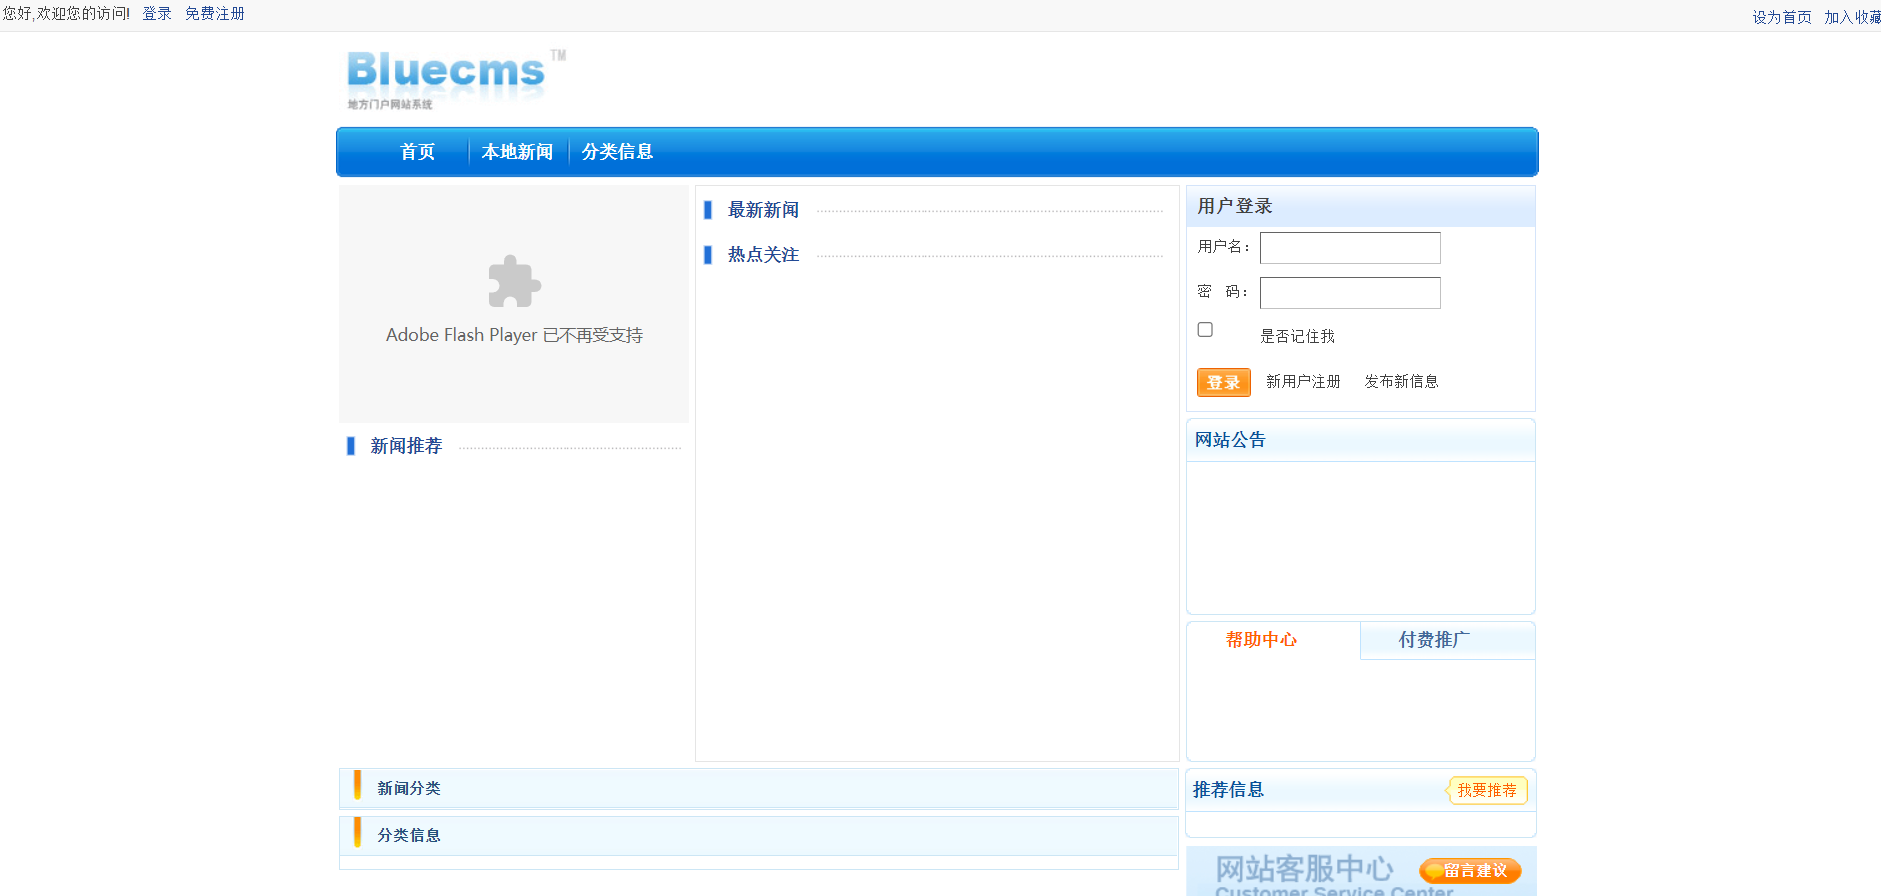 您好,欢迎您的访问! 登录 免费注册
设为首页 加入收藏
Bluecms TM
地方门户网站系统
首页 本地新闻 分类信息
Adobe Flash Player 已不再受支持
新闻推荐
最新新闻
热点关注
用户登录
用户名：
密 码：
是否记住我
登录 新用户注册 发布新信息
网站公告
帮助中心 付费推广
新闻分类
分类信息
推荐信息 我要推荐
网站客服中心 留言建议
Customer Service Center